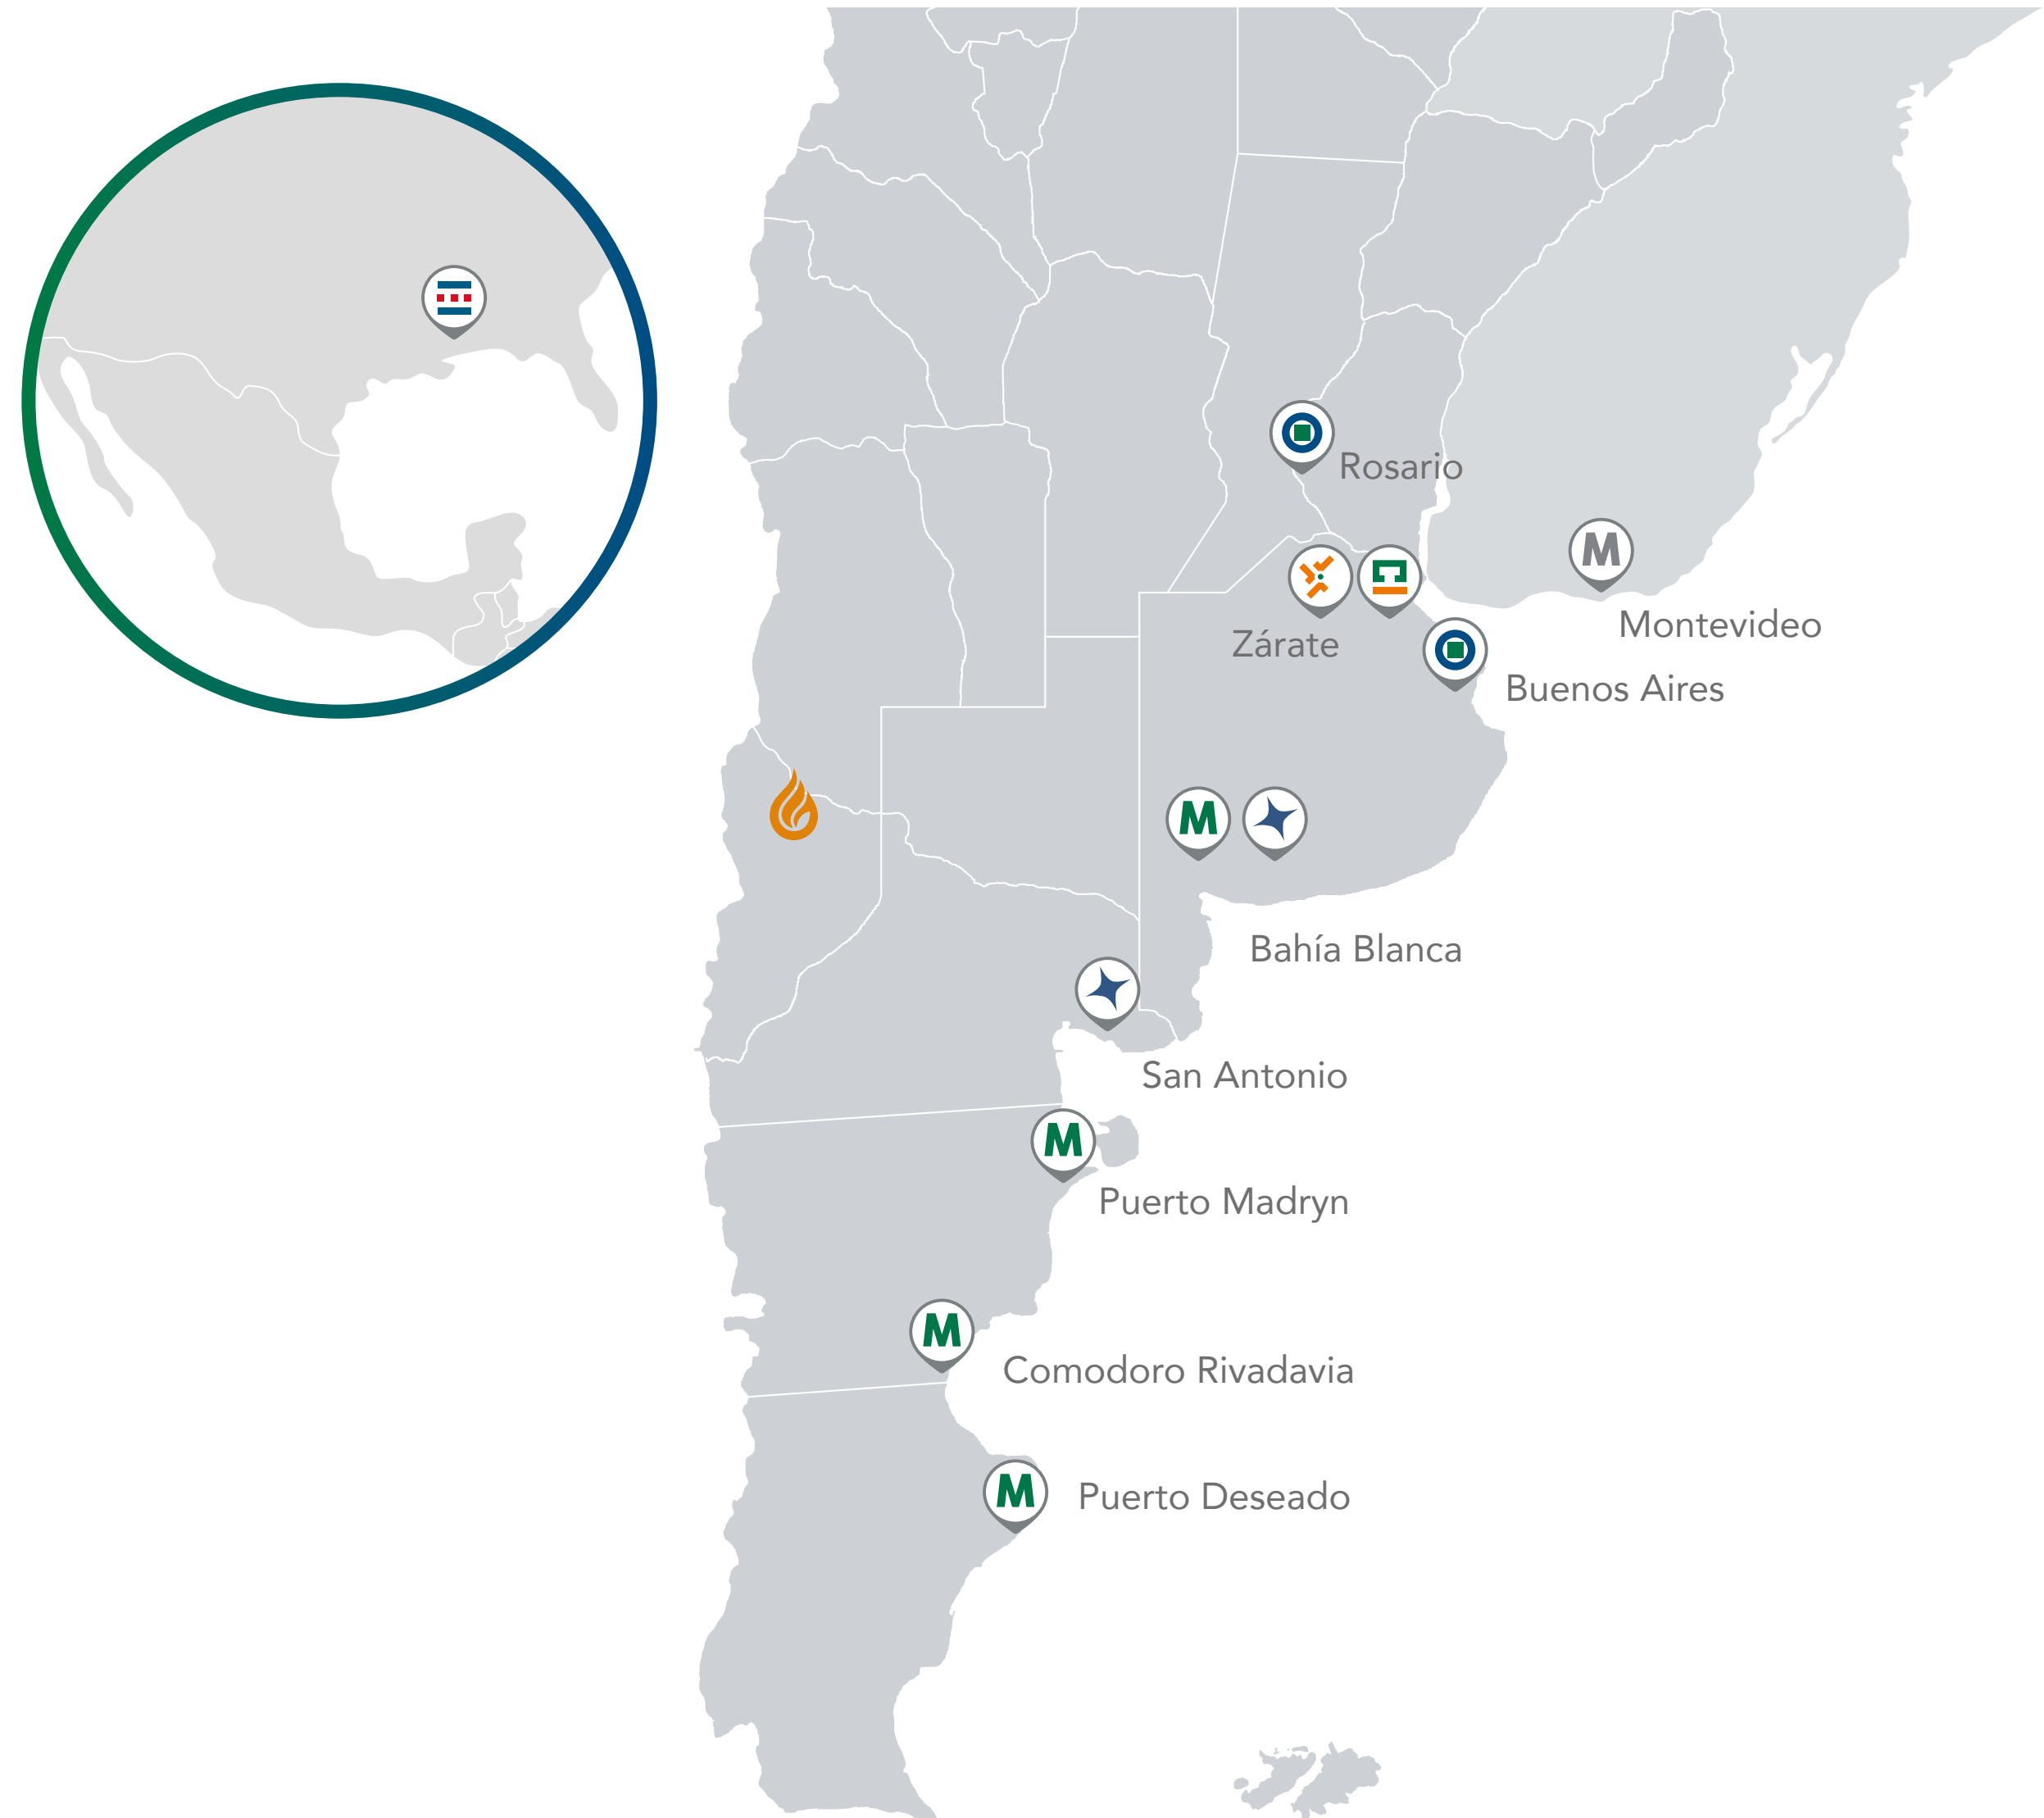 Rosario
M
Montevideo
Zárate
Buenos Aires
M
Bahía Blanca
San Antonio
M
Puerto Madryn
M
Comodoro Rivadavia
M
Puerto Deseado